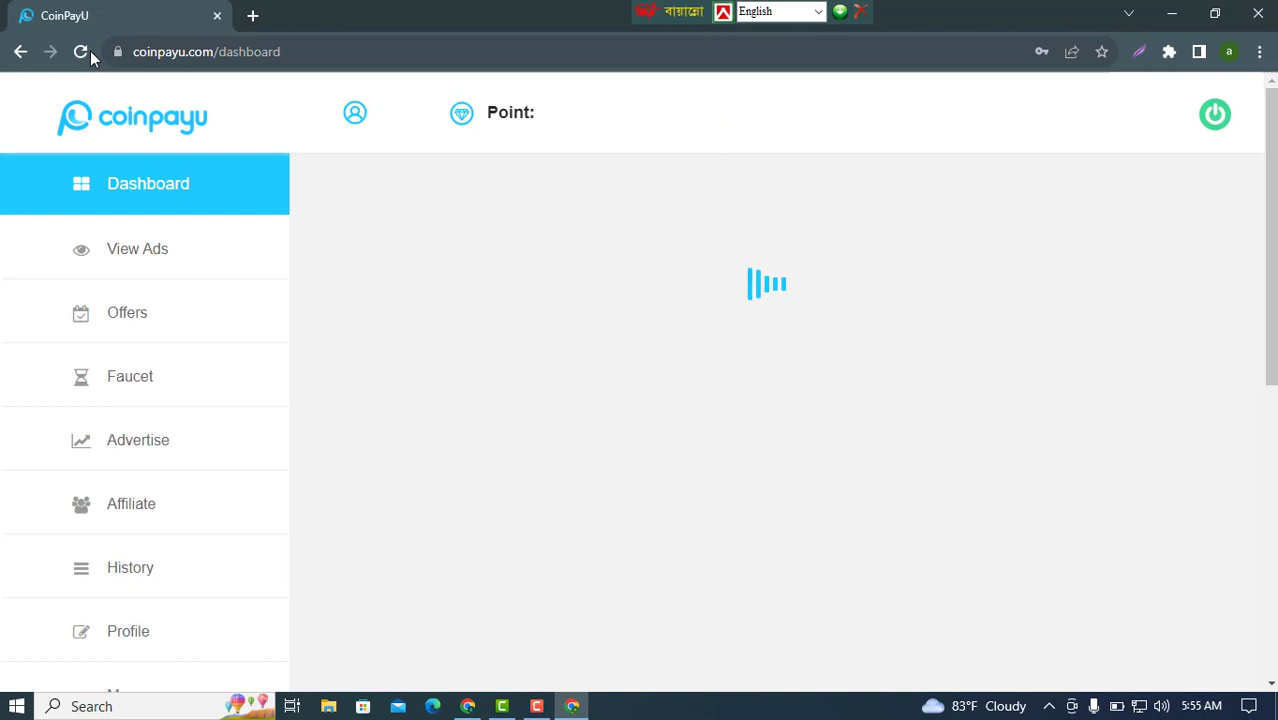 CoinPayU
বায়ান্নো
English
coinpayu.com/dashboard
a
coinpayu
Point:
Dashboard
View Ads
Offers
Faucet
Advertise
Affiliate
History
Profile
Search
83°F Cloudy
5:55 AM